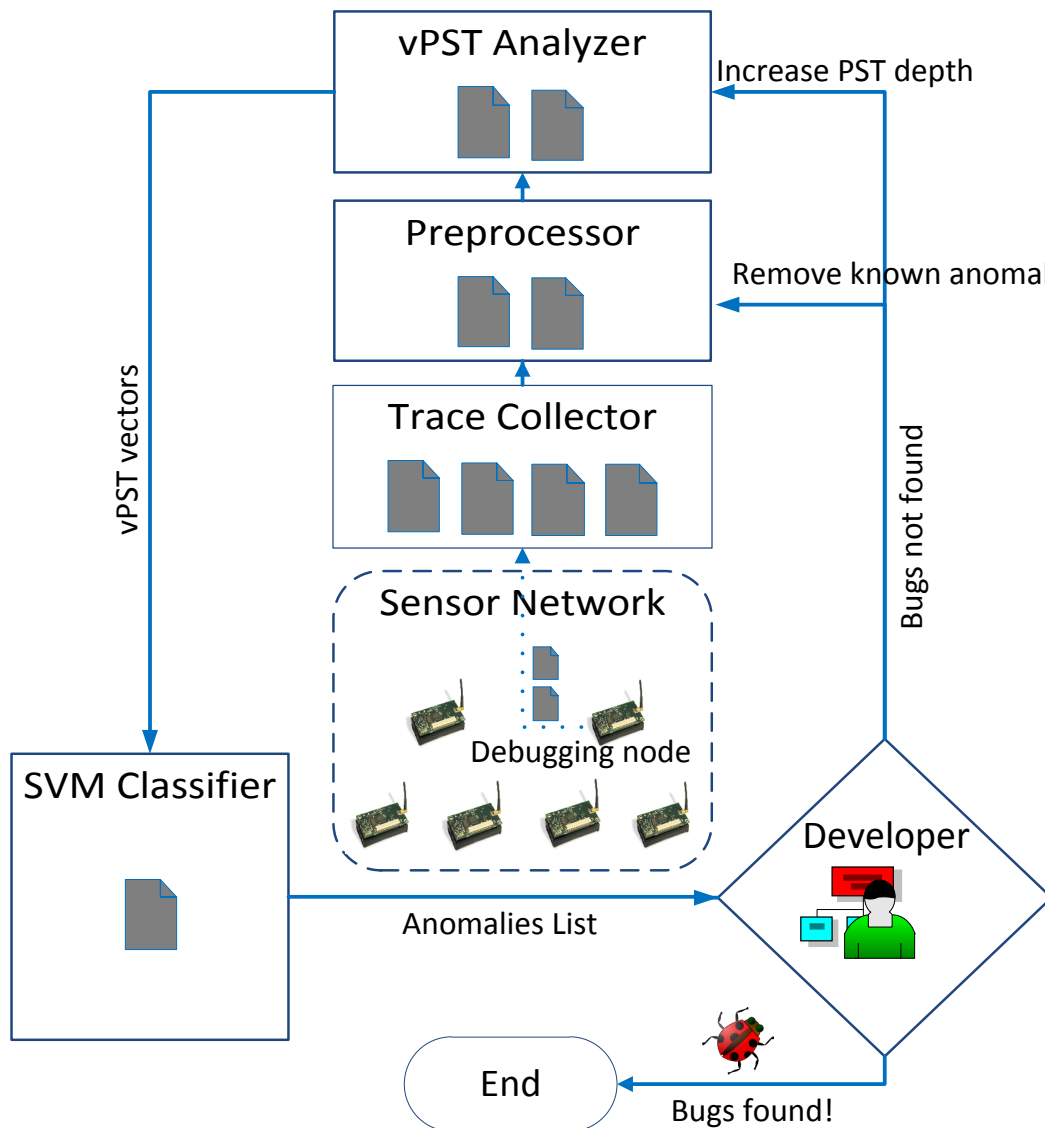 vPST Analyzer
Increase PST depth
Preprocessor
Remove known anomal
Trace Collector
vPST vectors
Bugs not found
Sensor Network
Debugging node
SVM Classifier
Developer
Anomalies List
End
Bugs found!